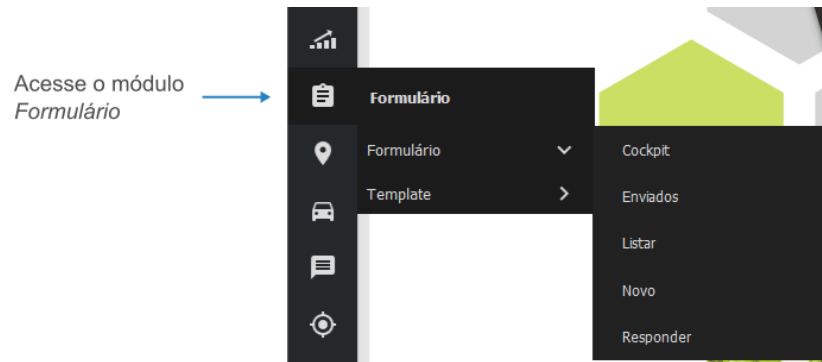 Acesse o módulo
Formulário
Formulário
Formulário
Template
Cockpit
Enviados
Listar
Novo
Responder